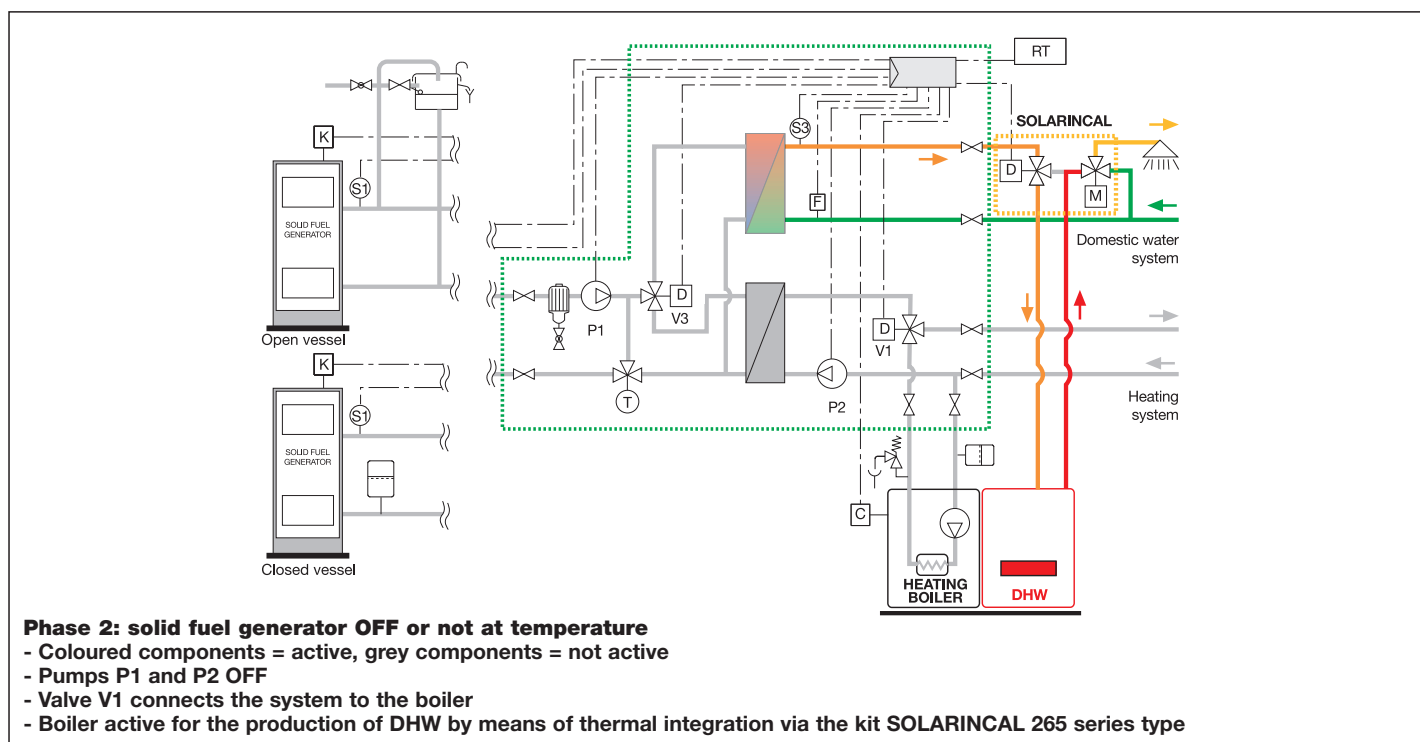 RT
SOLARINCAL
K
S3
S1
D
D
M
F
SOLID FUEL
GENERATOR
Domestic water
system
D
P1
V3
D
V1
Open vessel
K
T
P2
S1
Heating
system
SOLID FUEL
GENERATOR
C
Closed vessel
HEATING
BOILER
DHW
Phase 2: solid fuel generator OFF or not at temperature
- Coloured components = active, grey components = not active
- Pumps P1 and P2 OFF
- Valve V1 connects the system to the boiler
- Boiler active for the production of DHW by means of thermal integration via the kit SOLARINCAL 265 series type